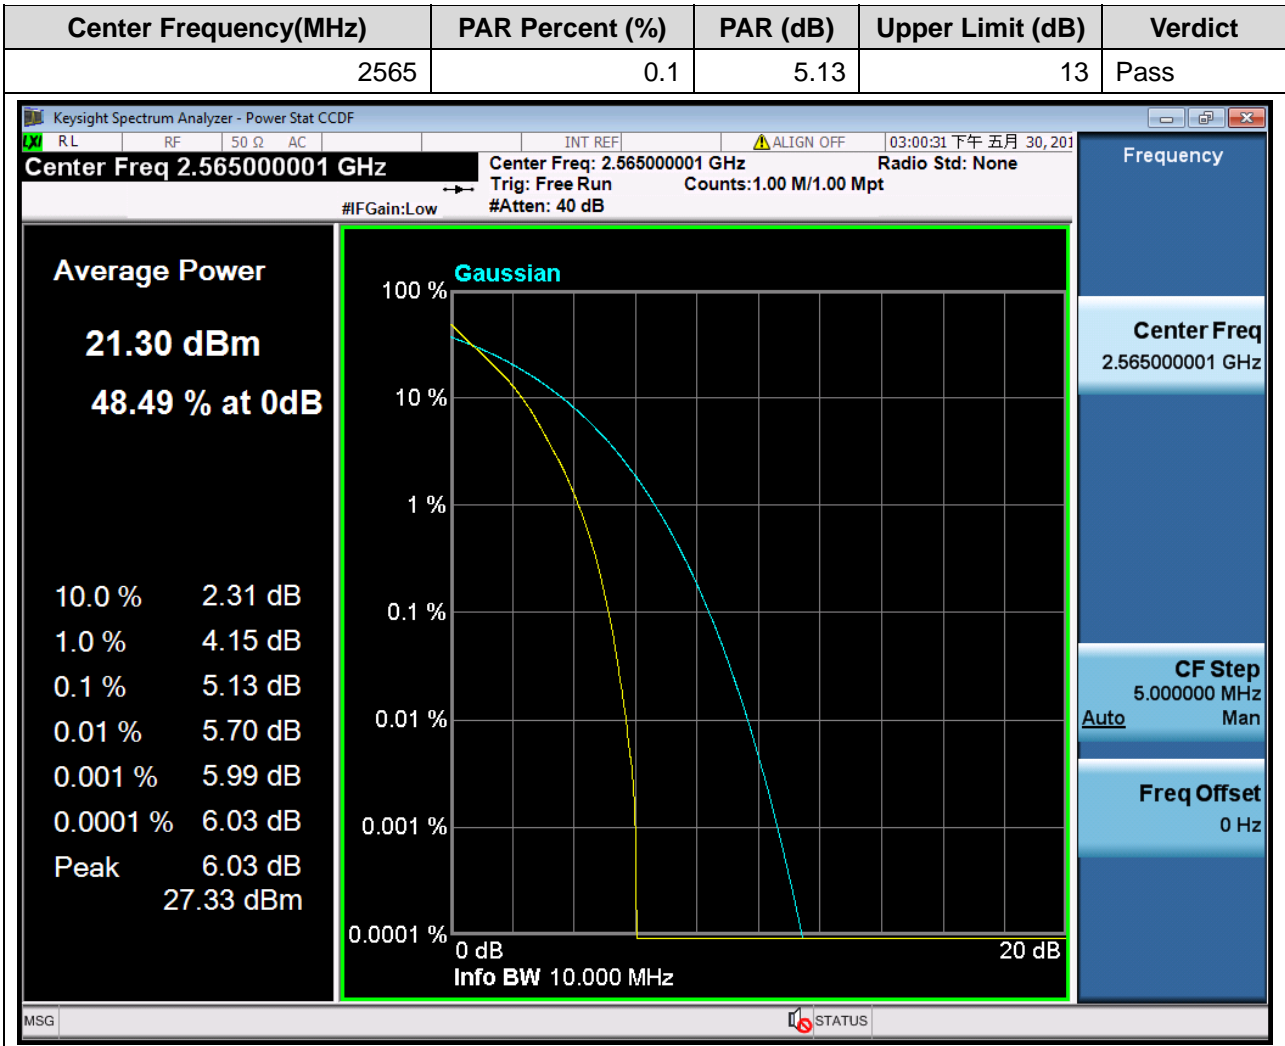 Center Frequency(MHz) PAR Percent (%) PAR (dB) Upper Limit (dB) Verdict
2565 0.1 5.13 13 Pass
Keysight Spectrum Analyzer - Power Stat CCDF
LXI RL RF 50 Ω AC INT REF ALIGN OFF 03:00:31 下午 五月 30, 201
Center Freq 2.565000001 GHz
Center Freq: 2.565000001 GHz Radio Std: None
Trig: Free Run Counts:1.00 M/1.00 Mpt
#IFGain:Low #Atten: 40 dB
Average Power
21.30 dBm
48.49 % at 0dB
10.0 % 2.31 dB
1.0 % 4.15 dB
0.1 % 5.13 dB
0.01 % 5.70 dB
0.001 % 5.99 dB
0.0001 % 6.03 dB
Peak 6.03 dB
27.33 dBm
Gaussian
100 %
10 %
1 %
0.1 %
0.01 %
0.001 %
0.0001 %
0 dB 20 dB
Info BW 10.000 MHz
Frequency
Center Freq
2.565000001 GHz
CF Step
5.000000 MHz
Auto Man
Freq Offset
0 Hz
MSG STATUS